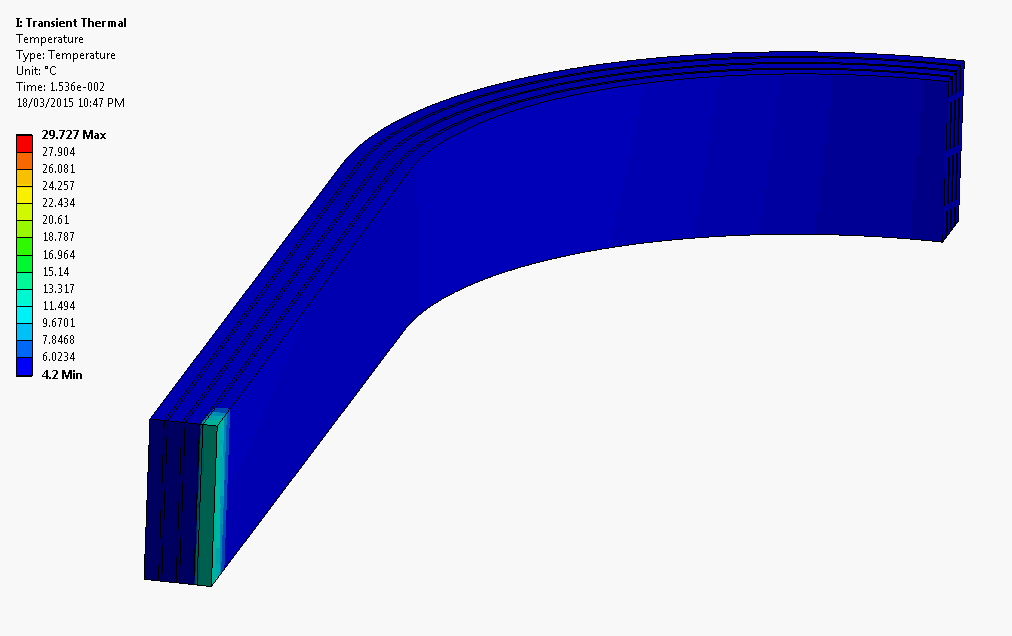 I: Transient Thermal
Temperature
Type: Temperature
Unit: °C
Time: 1.536e-002
18/03/2015 10:47 PM
29.727 Max
27.904
26.081
24.257
22.434
20.61
18.787
16.964
15.14
13.317
11.494
9.6701
7.8468
6.0234
4.2 Min